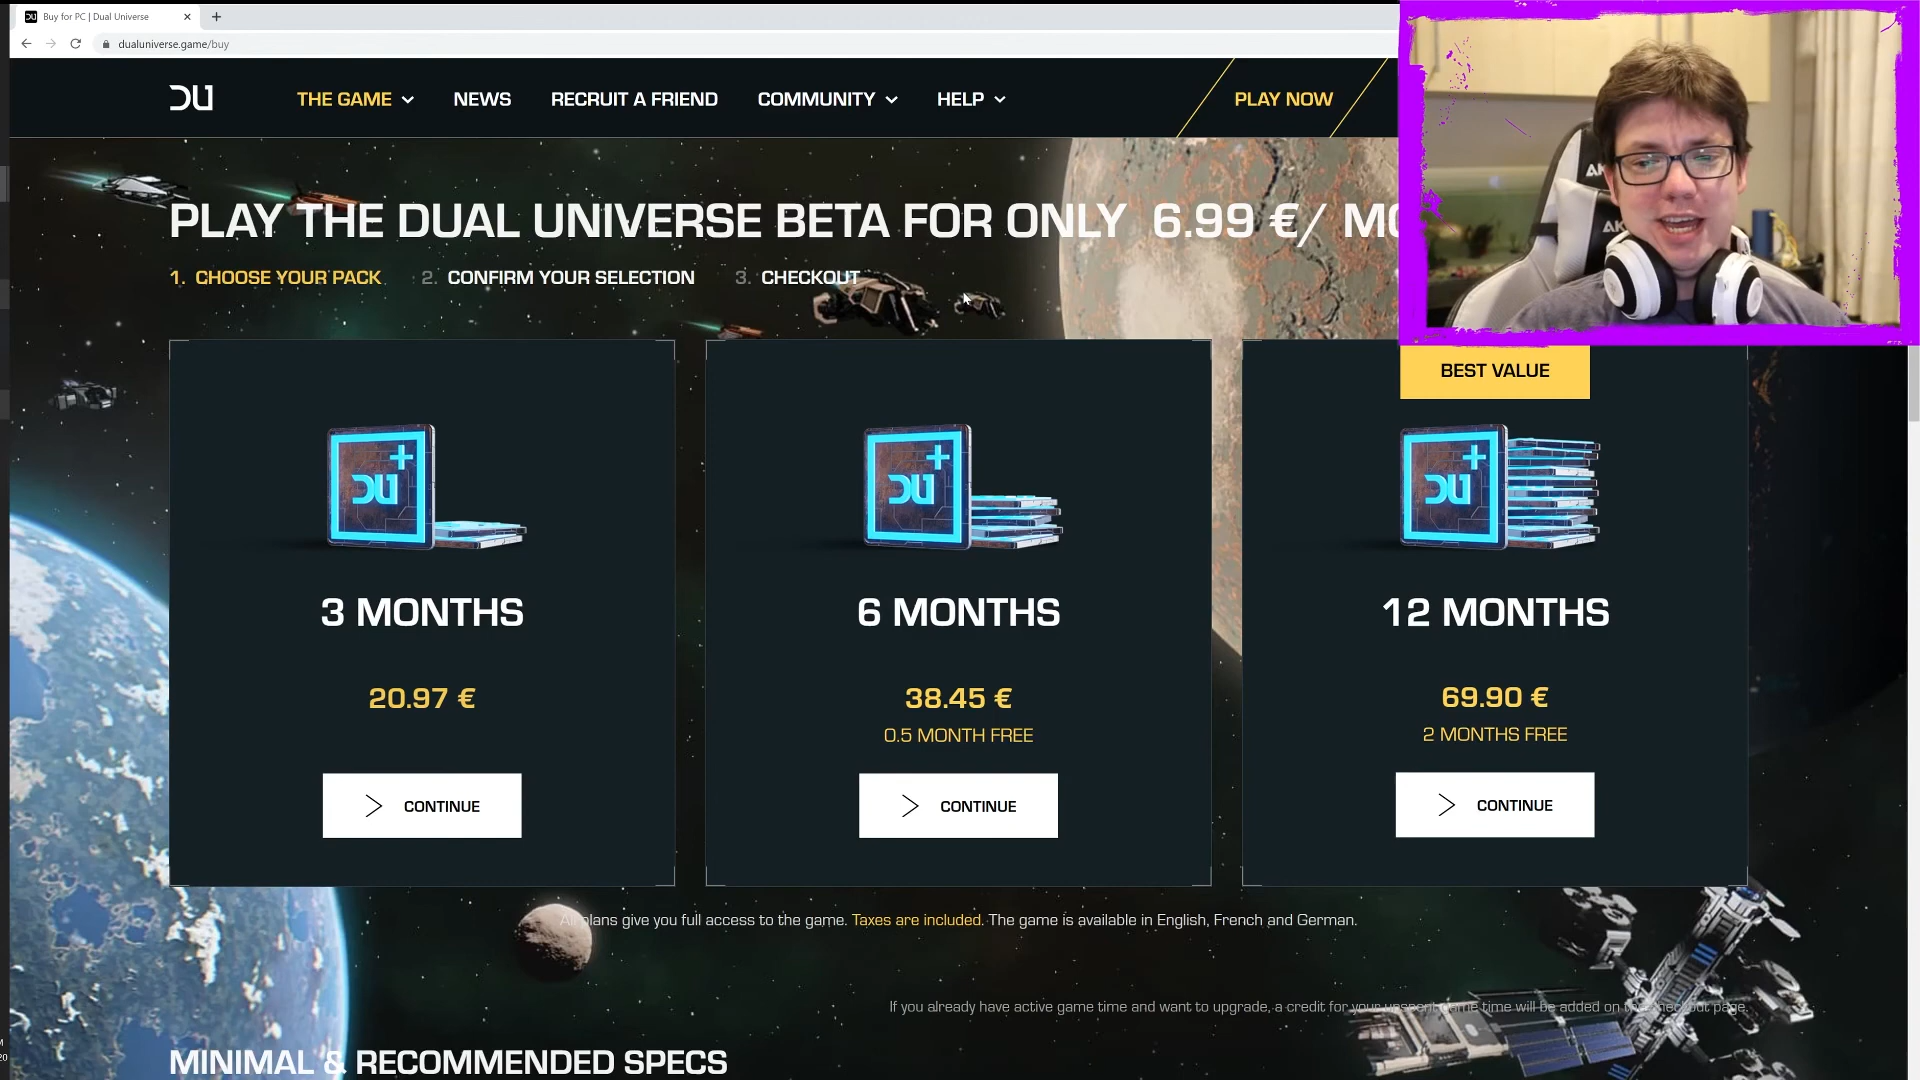 Buy for PC | Dual Universe
dualuniverse.game/buy
DU
THE GAME
NEWS
RECRUIT A FRIEND
COMMUNITY
HELP
PLAY NOW
PLAY THE DUAL UNIVERSE BETA FOR ONLY 6.99 €/
1. CHOOSE YOUR PACK
2. CONFIRM YOUR SELECTION
3. CHECKOUT
BEST VALUE
DU+
DU+
DU+
3 MONTHS
6 MONTHS
12 MONTHS
20.97 €
38.45 €
69.90 €
0.5 MONTH FREE
2 MONTHS FREE
CONTINUE
CONTINUE
CONTINUE
All plans give you full access to the game. Taxes are included. The game is available in English, French and German.
If you already have active game time and want to upgrade, a credit for your unspent game time will be added on the checkout page.
MINIMAL & RECOMMENDED SPECS